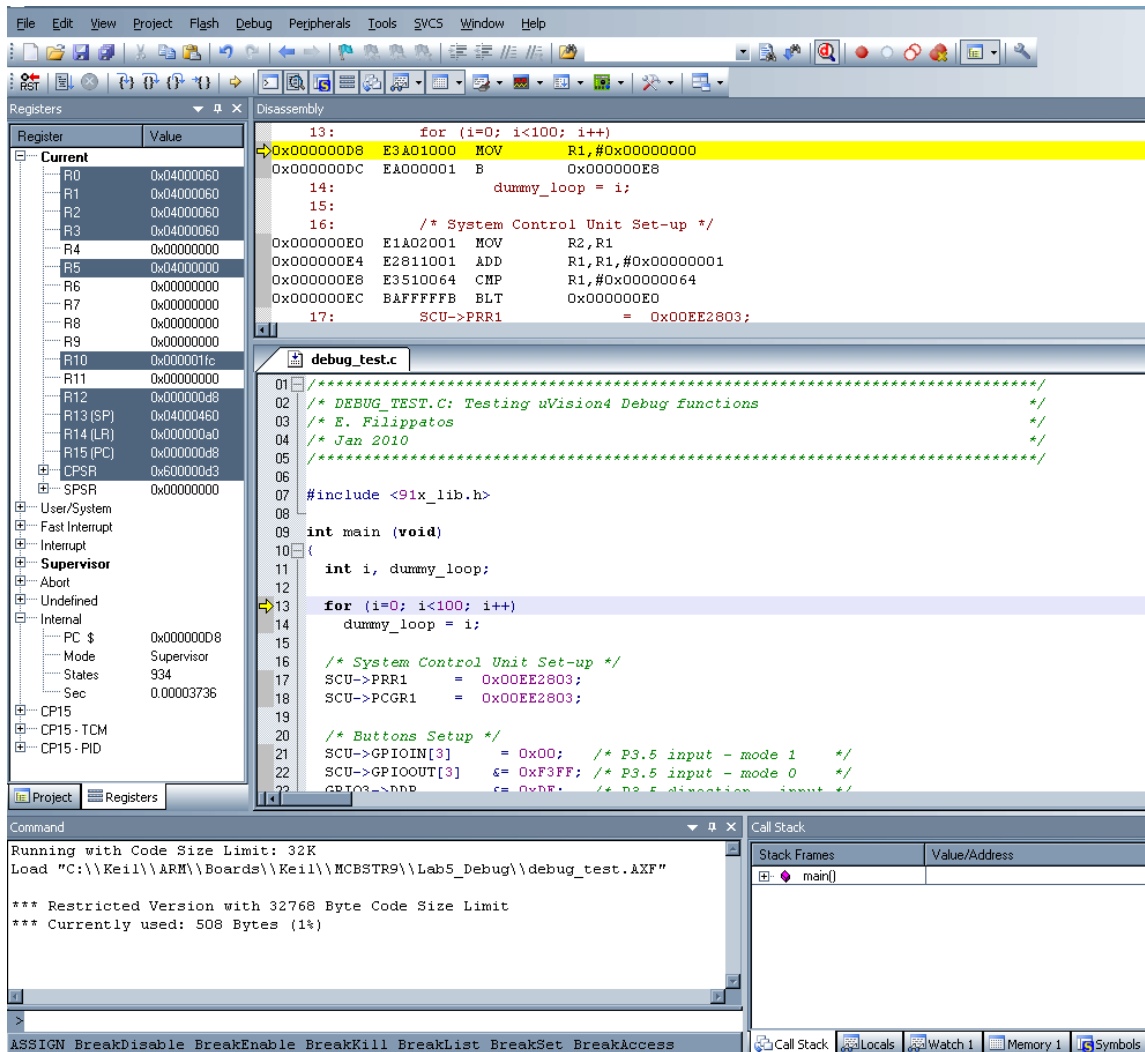 File Edit View Project Flash Debug Peripherals Tools SVCS Window Help
RST
Registers
Register Value
Current
R0 0x04000060
R1 0x04000060
R2 0x04000060
R3 0x04000060
R4 0x00000000
R5 0x04000000
R6 0x00000000
R7 0x00000000
R8 0x00000000
R9 0x00000000
R10 0x000001fc
R11 0x00000000
R12 0x000000d8
R13 (SP) 0x04000460
R14 (LR) 0x000000a0
R15 (PC) 0x000000d8
CPSR 0x600000d3
SPSR 0x00000000
User/System
Fast Interrupt
Interrupt
Supervisor
Abort
Undefined
Internal
PC $ 0x000000D8
Mode Supervisor
States 934
Sec 0.00003736
CP15
CP15 - TCM
CP15 - PID
Project Registers
Disassembly
13: for (i=0; i<100; i++)
0x000000D8 E3A01000 MOV R1,#0x00000000
0x000000DC EA000001 B 0x000000E8
14: dummy_loop = i;
15:
16: /* System Control Unit Set-up */
0x000000E0 E1A02001 MOV R2,R1
0x000000E4 E2811001 ADD R1,R1,#0x00000001
0x000000E8 E3510064 CMP R1,#0x00000064
0x000000EC BAFFFFFB BLT 0x000000E0
17: SCU->PRR1 = 0x00EE2803;
debug_test.c
01 /******************************************************************************/
02 /* DEBUG_TEST.C: Testing uVision4 Debug functions */
03 /* E. Filippatos */
04 /* Jan 2010 */
05 /******************************************************************************/
06
07 #include <91x_lib.h>
08
09 int main (void)
10 {
11 int i, dummy_loop;
12
13 for (i=0; i<100; i++)
14 dummy_loop = i;
15
16 /* System Control Unit Set-up */
17 SCU->PRR1 = 0x00EE2803;
18 SCU->PCGR1 = 0x00EE2803;
19
20 /* Buttons Setup */
21 SCU->GPIOIN[3] = 0x00; /* P3.5 input - mode 1 */
22 SCU->GPIOOUT[3] &= 0xF3FF; /* P3.5 input - mode 0 */
23 GPIO3->DDR &= 0xDF; /* P3.5 direction - input */
Command
Running with Code Size Limit: 32K
Load "C:\\Keil\\ARM\\Boards\\Keil\\MCBSTR9\\Lab5_Debug\\debug_test.AXF"
*** Restricted Version with 32768 Byte Code Size Limit
*** Currently used: 508 Bytes (1%)
>
ASSIGN BreakDisable BreakEnable BreakKill BreakList BreakSet BreakAccess
Call Stack
Stack Frames Value/Address
main()
Call Stack Locals Watch 1 Memory 1 Symbols